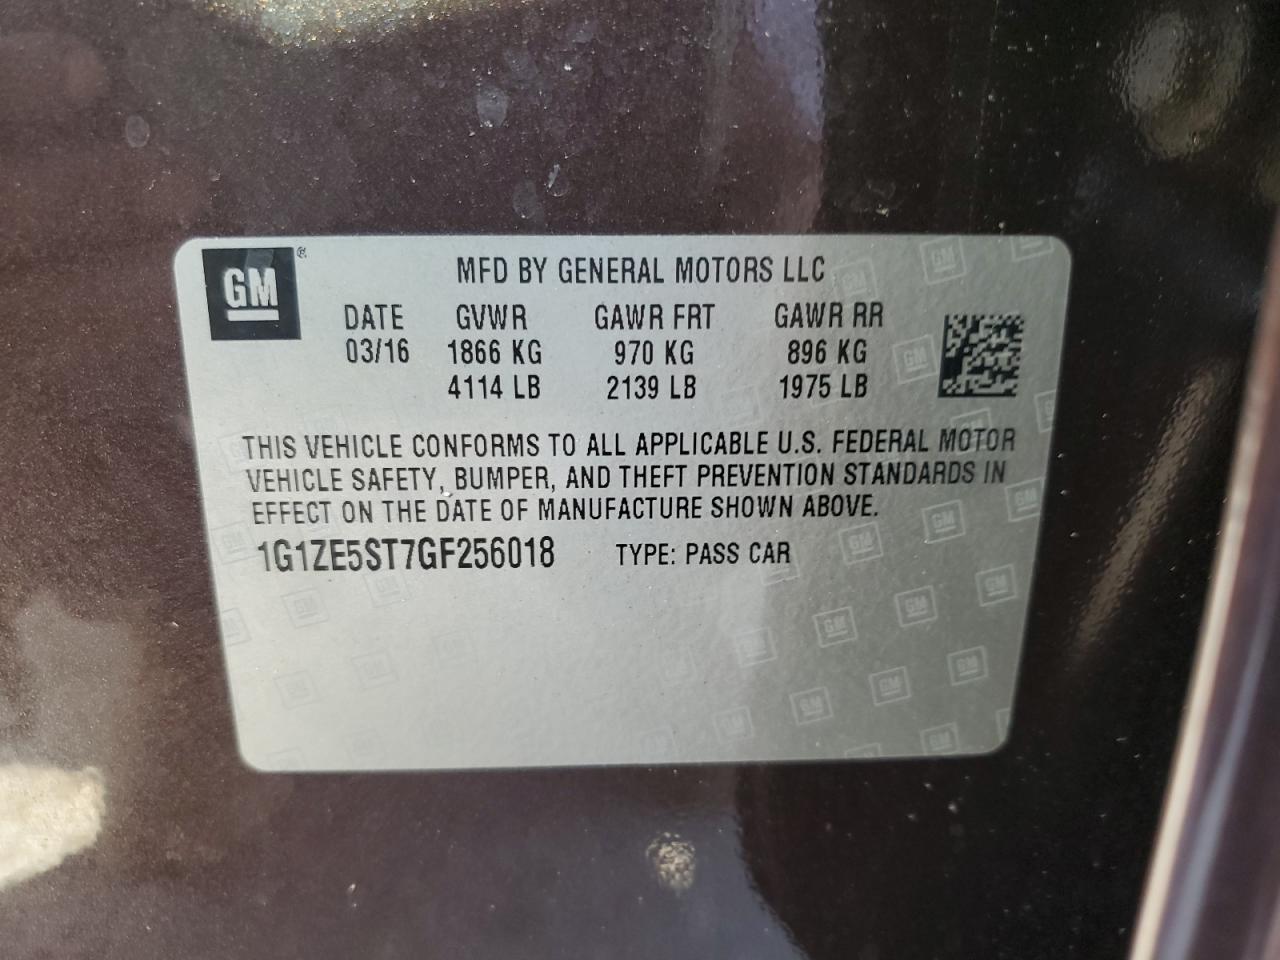 GM ®
MFD BY GENERAL MOTORS LLC
DATE GVWR GAWR FRT GAWR RR
03/16 1866 KG 970 KG 896 KG
4114 LB 2139 LB 1975 LB
THIS VEHICLE CONFORMS TO ALL APPLICABLE U.S. FEDERAL MOTOR
VEHICLE SAFETY, BUMPER, AND THEFT PREVENTION STANDARDS IN
EFFECT ON THE DATE OF MANUFACTURE SHOWN ABOVE.
1G1ZE5ST7GF256018 TYPE: PASS CAR